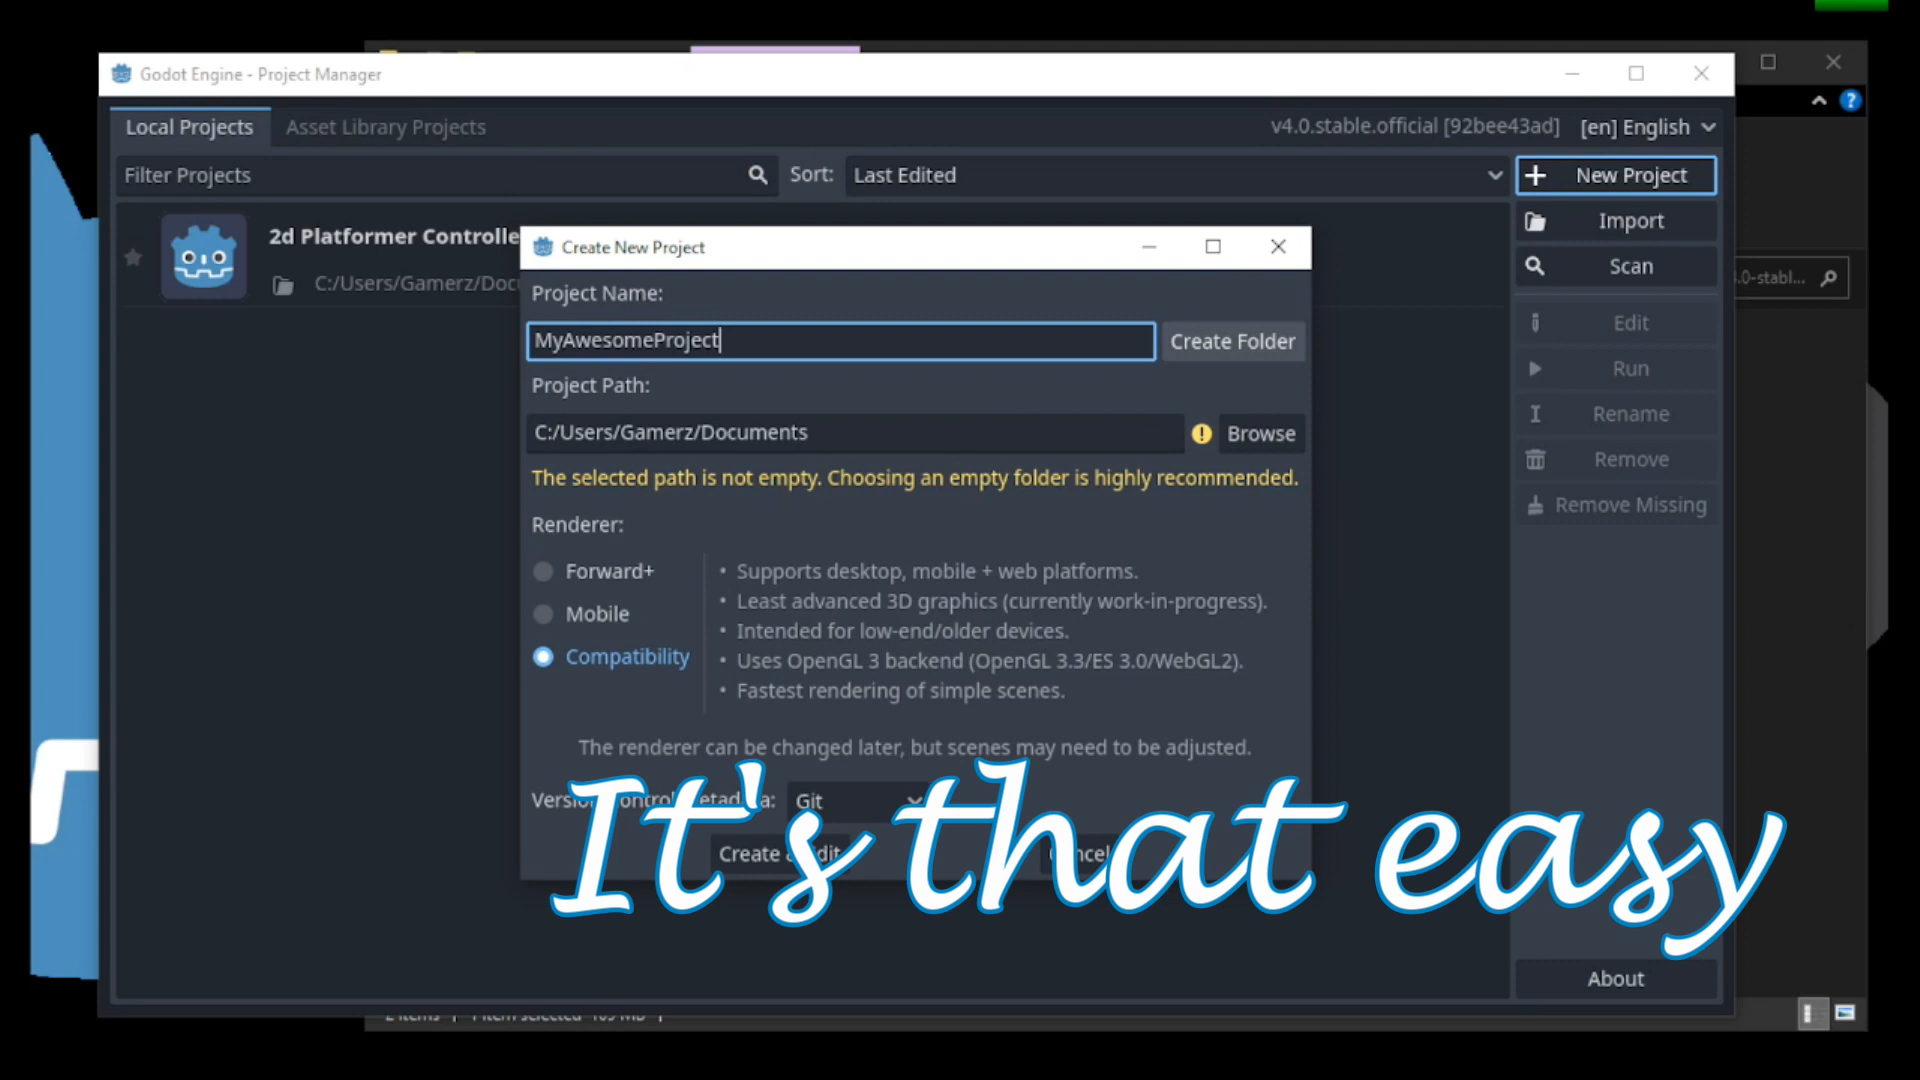 Godot Engine - Project Manager
Local Projects
Asset Library Projects
v4.0.stable.official [92bee43ad]
[en] English
Filter Projects
Sort:
Last Edited
New Project
Import
Scan
Edit
Run
Rename
Remove
Remove Missing
About
2d Platformer Controlle
C:/Users/Gamerz/Doc
.0-stabl...
Create New Project
Project Name:
MyAwesomeProject
Create Folder
Project Path:
C:/Users/Gamerz/Documents
Browse
The selected path is not empty. Choosing an empty folder is highly recommended.
Renderer:
Forward+
Mobile
Compatibility
• Supports desktop, mobile + web platforms.
• Least advanced 3D graphics (currently work-in-progress).
• Intended for low-end/older devices.
• Uses OpenGL 3 backend (OpenGL 3.3/ES 3.0/WebGL2).
• Fastest rendering of simple scenes.
The renderer can be changed later, but scenes may need to be adjusted.
Git
Create
It's that easy